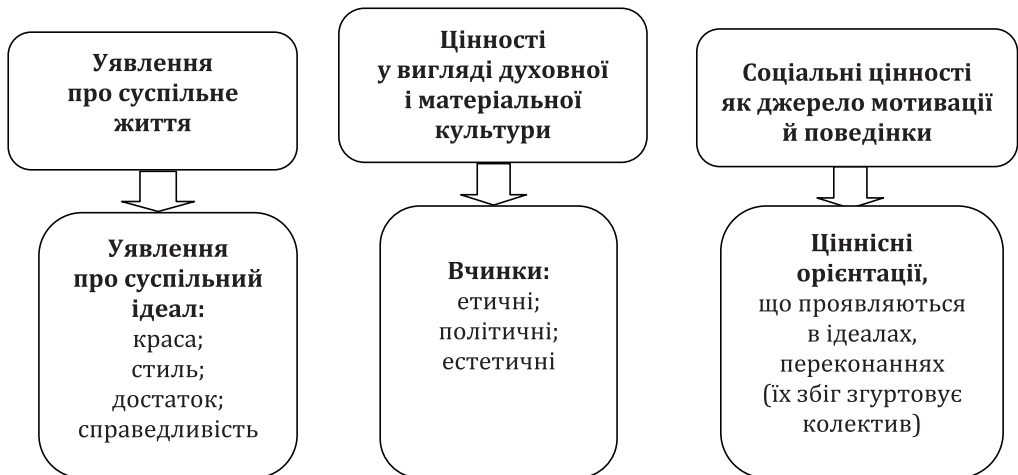 Уявлення
про суспільне
життя
Уявлення
про суспільний
ідеал:
краса;
стиль;
достаток;
справедливість
Цінності
у вигляді духовної
і матеріальної
культури
Вчинки:
етичні;
політичні;
естетичні
Соціальні цінності
як джерело мотивації
й поведінки
Ціннісні
орієнтації,
що проявляються
в ідеалах,
переконаннях
(їх збіг згуртовує
колектив)